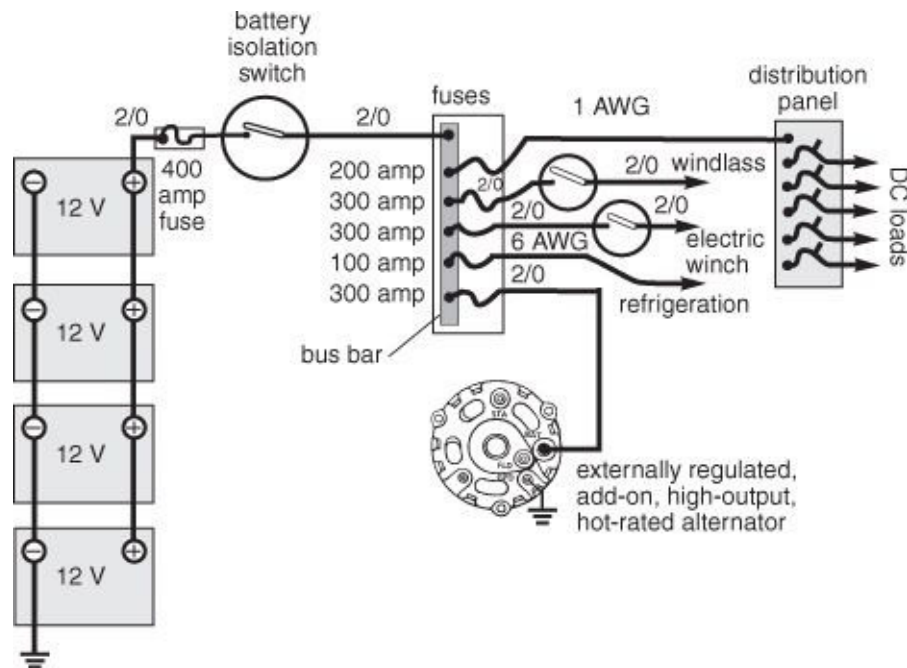 battery
isolation
switch
2/0
400
amp
fuse
2/0
fuses
1 AWG
distribution
panel
200 amp
300 amp
300 amp
100 amp
300 amp
2/0
2/0
windlass
2/0
2/0
electric
winch
6 AWG
refrigeration
2/0
bus bar
DC loads
12 V
12 V
12 V
12 V
STA
externally regulated,
add-on, high-output,
hot-rated alternator